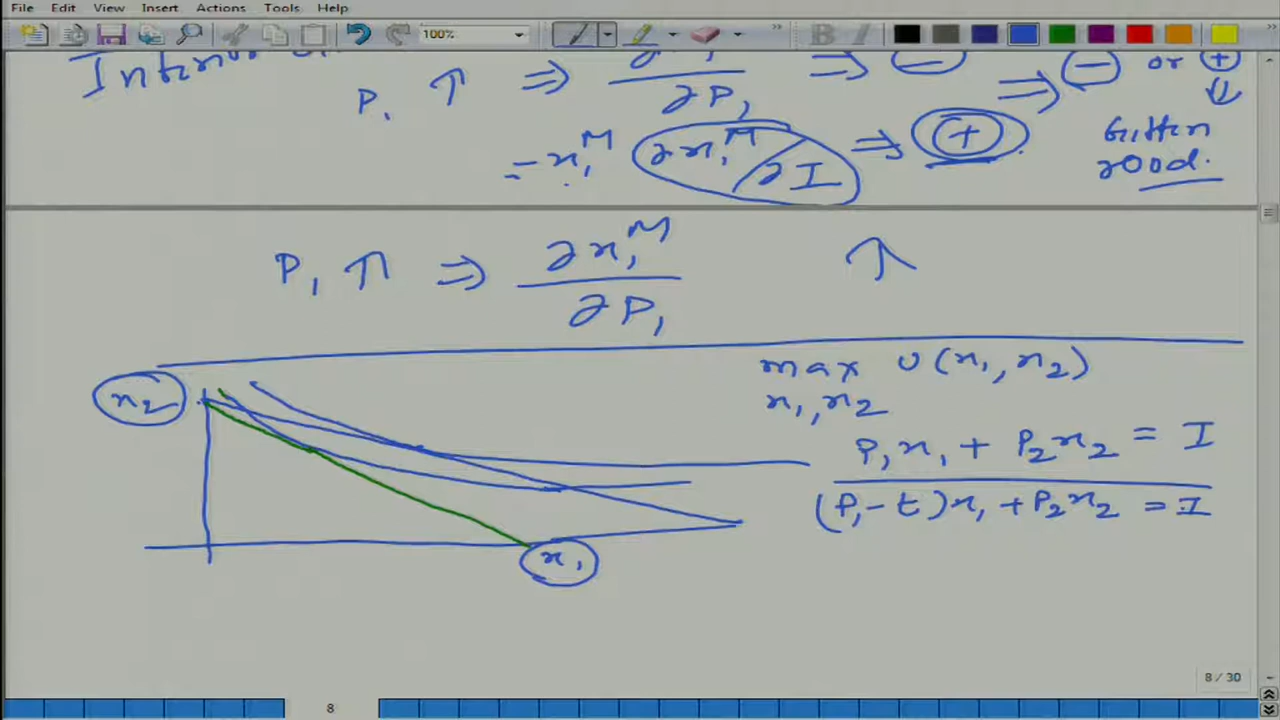 File Edit View Insert Actions Tools Help
100%
B I
P₁ ↑ ⇒ ∂P₁ ⇒ ⊖ ⇒ ⊖ or ⊕
= x₁ᴹ ∂x₁ᴹ/∂I ⇒ + Giffen
good.
P₁ ↑ ⇒ ∂x₁ᴹ/∂P₁ ↑
x₂
max U(x₁, x₂)
x₁, x₂
P₁x₁ + P₂x₂ = I
(P₁ - t)x₁ + P₂x₂ = I
x₁
8 / 30
8